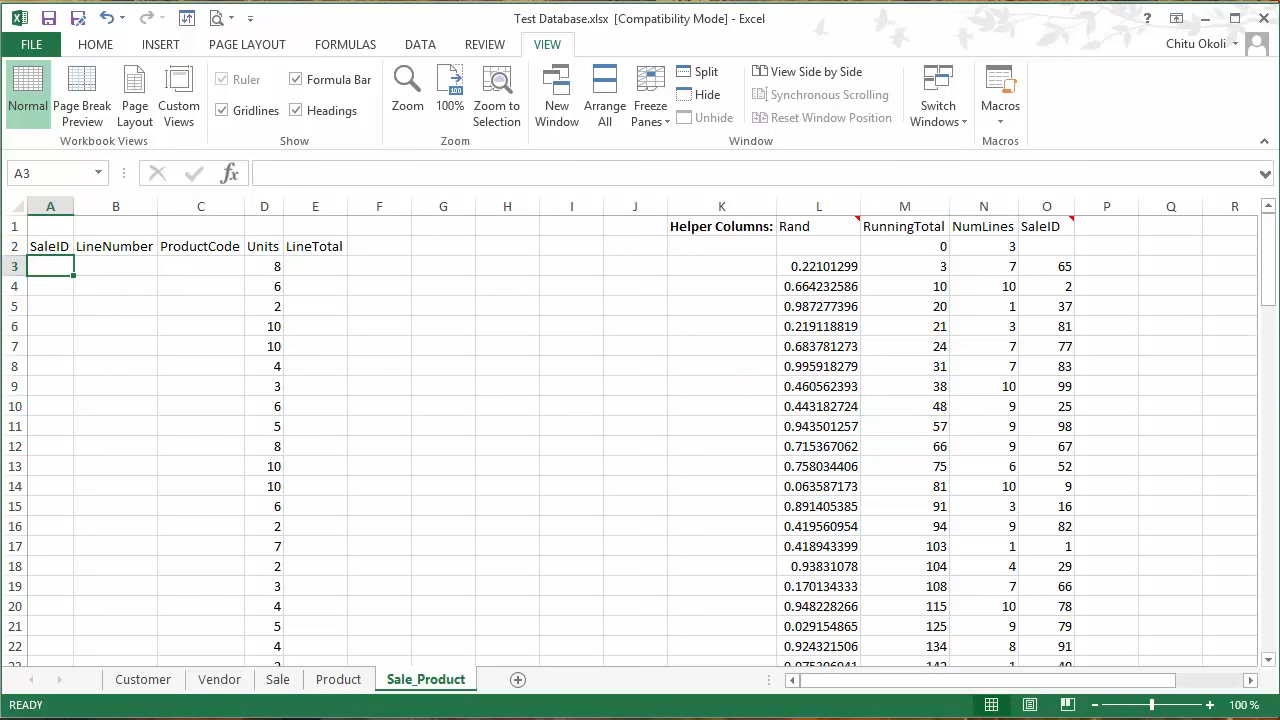 Test Database.xlsx [Compatibility Mode] - Excel
FILE HOME INSERT PAGE LAYOUT FORMULAS DATA REVIEW VIEW Chitu Okoli
Normal Page Break Preview Page Layout Custom Views
Workbook Views
Ruler Formula Bar
Gridlines Headings
Show
Zoom 100% Zoom to Selection
Zoom
New Window Arrange All Freeze Panes
Split
Hide
Unhide
View Side by Side
Synchronous Scrolling
Reset Window Position
Switch Windows
Window
Macros
Macros
A3 fx
A B C D E F G H I J K L M N O P Q R
1 Helper Columns: Rand RunningTotal NumLines SaleID
2 SaleID LineNumber ProductCode Units LineTotal 0 3
3 8 0.22101299 3 7 65
4 6 0.664232586 10 10 2
5 2 0.987277396 20 1 37
6 10 0.219118819 21 3 81
7 10 0.683781273 24 7 77
8 4 0.995918279 31 7 83
9 3 0.460562393 38 10 99
10 6 0.443182724 48 9 25
11 5 0.943501257 57 9 98
12 8 0.715367062 66 9 67
13 10 0.758034406 75 6 52
14 10 0.063587173 81 10 9
15 6 0.891405385 91 3 16
16 2 0.419560954 94 9 82
17 7 0.418943399 103 1 1
18 2 0.93831078 104 4 29
19 3 0.170134333 108 7 66
20 4 0.948228266 115 10 78
21 5 0.029154865 125 9 79
22 4 0.924321506 134 8 91
Customer Vendor Sale Product Sale_Product
READY 100 %